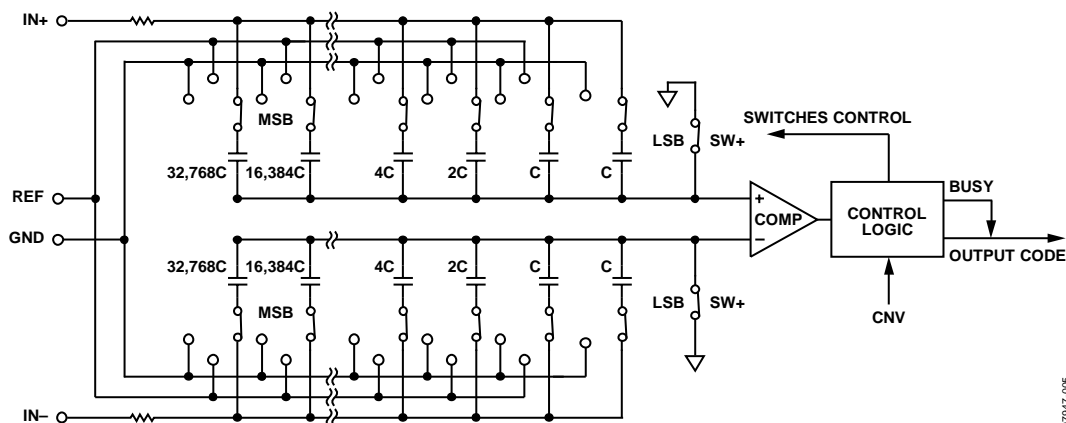 IN+
MSB
LSB
SW+
SWITCHES CONTROL
32,768C
16,384C
4C
2C
C
C
REF
GND
+
COMP
−
CONTROL
LOGIC
BUSY
OUTPUT CODE
32,768C
16,384C
4C
2C
C
C
MSB
LSB
SW+
CNV
IN−